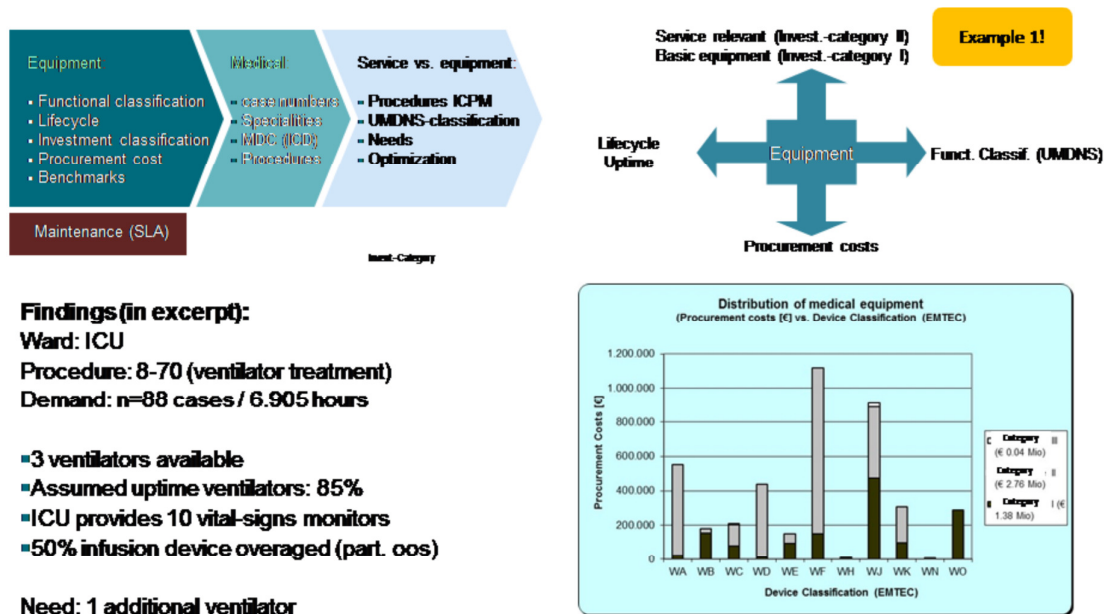 Equipment
▪ Functional classification
▪ Lifecycle
▪ Investment classification
▪ Procurement cost
▪ Benchmarks
Medical
▪ case numbers
▪ Specialities
▪ MDC (ICD)
▪ Procedures
Service vs. equipment:
▪ Procedures ICPM
▪ UMDNS-classification
▪ Needs
▪ Optimization
Maintenance (SLA)
Invest.-Category
Service relevant (Invest.-category II)
Basic equipment (Invest.-category I)
Example 1!
Lifecycle
Uptime
Equipment
Funct. Classif. (UMDNS)
Procurement costs
Findings (in excerpt):
Ward: ICU
Procedure: 8-70 (ventilator treatment)
Demand: n=88 cases / 6.905 hours
▪3 ventilators available
▪Assumed uptime ventilators: 85%
▪ICU provides 10 vital-signs monitors
▪50% infusion device overaged (part. oos)
Need: 1 additional ventilator
Distribution of medical equipment
(Procurement costs [€] vs. Device Classification (EMTEC)
Procurement Costs [€]
1.200.000
1.000.000
800.000
600.000
400.000
200.000
0
WA WB WC WD WE WF WH WJ WK WN WO
Device Classification (EMTEC)
Category III
(€ 0.04 Mio)
Category II
(€ 2.76 Mio)
Category I (€
1.38 Mio)